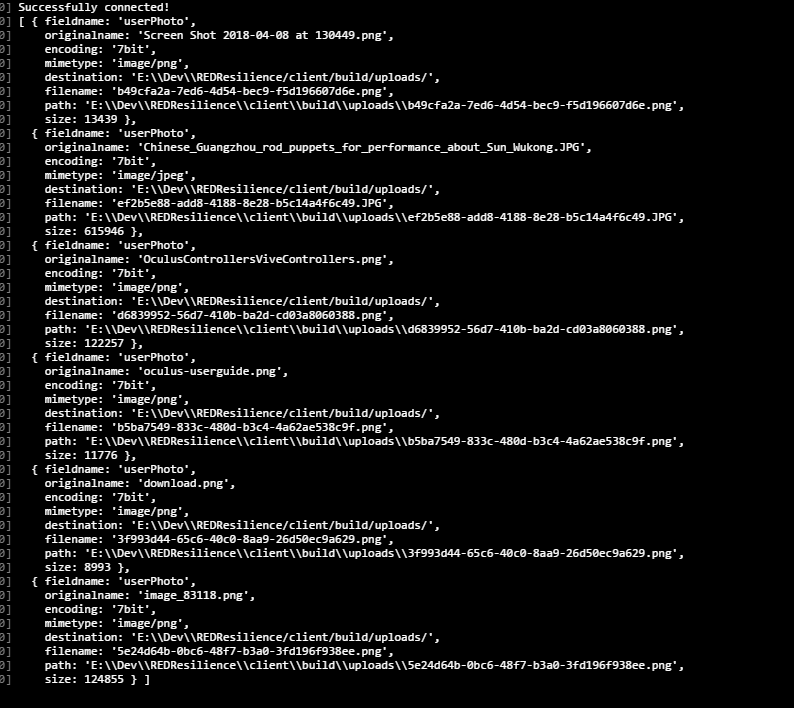 0] Successfully connected!
0] [ { fieldname: 'userPhoto',
0] originalname: 'Screen Shot 2018-04-08 at 130449.png',
0] encoding: '7bit',
0] mimetype: 'image/png',
0] destination: 'E:\\Dev\\REDResilience/client/build/uploads/',
0] filename: 'b49cfa2a-7ed6-4d54-bec9-f5d196607d6e.png',
0] path: 'E:\\Dev\\REDResilience\\client\\build\\uploads\\b49cfa2a-7ed6-4d54-bec9-f5d196607d6e.png',
0] size: 13439 },
0] { fieldname: 'userPhoto',
0] originalname: 'Chinese_Guangzhou_rod_puppets_for_performance_about_Sun_Wukong.JPG',
0] encoding: '7bit',
0] mimetype: 'image/jpeg',
0] destination: 'E:\\Dev\\REDResilience/client/build/uploads/',
0] filename: 'ef2b5e88-add8-4188-8e28-b5c14a4f6c49.JPG',
0] path: 'E:\\Dev\\REDResilience\\client\\build\\uploads\\ef2b5e88-add8-4188-8e28-b5c14a4f6c49.JPG',
0] size: 615946 },
0] { fieldname: 'userPhoto',
0] originalname: 'OculusControllersViveControllers.png',
0] encoding: '7bit',
0] mimetype: 'image/png',
0] destination: 'E:\\Dev\\REDResilience/client/build/uploads/',
0] filename: 'd6839952-56d7-410b-ba2d-cd03a8060388.png',
0] path: 'E:\\Dev\\REDResilience\\client\\build\\uploads\\d6839952-56d7-410b-ba2d-cd03a8060388.png',
0] size: 122257 },
0] { fieldname: 'userPhoto',
0] originalname: 'oculus-userguide.png',
0] encoding: '7bit',
0] mimetype: 'image/png',
0] destination: 'E:\\Dev\\REDResilience/client/build/uploads/',
0] filename: 'b5ba7549-833c-480d-b3c4-4a62ae538c9f.png',
0] path: 'E:\\Dev\\REDResilience\\client\\build\\uploads\\b5ba7549-833c-480d-b3c4-4a62ae538c9f.png',
0] size: 11776 },
0] { fieldname: 'userPhoto',
0] originalname: 'download.png',
0] encoding: '7bit',
0] mimetype: 'image/png',
0] destination: 'E:\\Dev\\REDResilience/client/build/uploads/',
0] filename: '3f993d44-65c6-40c0-8aa9-26d50ec9a629.png',
0] path: 'E:\\Dev\\REDResilience\\client\\build\\uploads\\3f993d44-65c6-40c0-8aa9-26d50ec9a629.png',
0] size: 8993 },
0] { fieldname: 'userPhoto',
0] originalname: 'image_83118.png',
0] encoding: '7bit',
0] mimetype: 'image/png',
0] destination: 'E:\\Dev\\REDResilience/client/build/uploads/',
0] filename: '5e24d64b-0bc6-48f7-b3a0-3fd196f938ee.png',
0] path: 'E:\\Dev\\REDResilience\\client\\build\\uploads\\5e24d64b-0bc6-48f7-b3a0-3fd196f938ee.png',
0] size: 124855 } ]